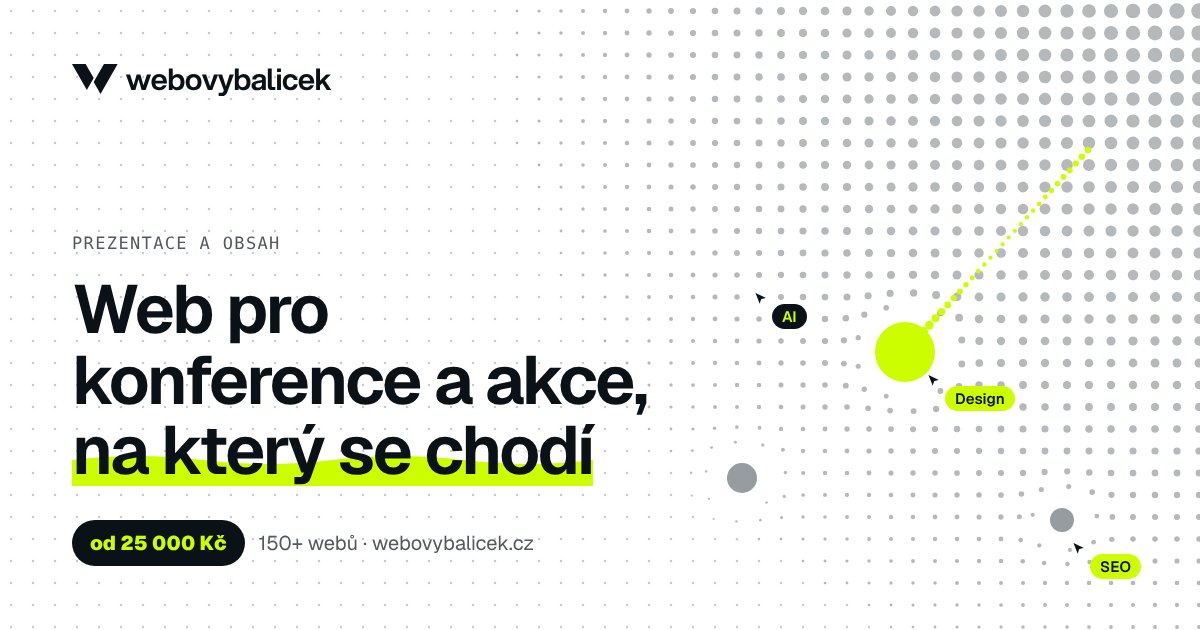 webovybalicek
PREZENTACE A OBSAH
Web pro
konference a akce,
na který se chodí
od 25 000 Kč
150+ webů · webovybalicek.cz
AI
Design
SEO